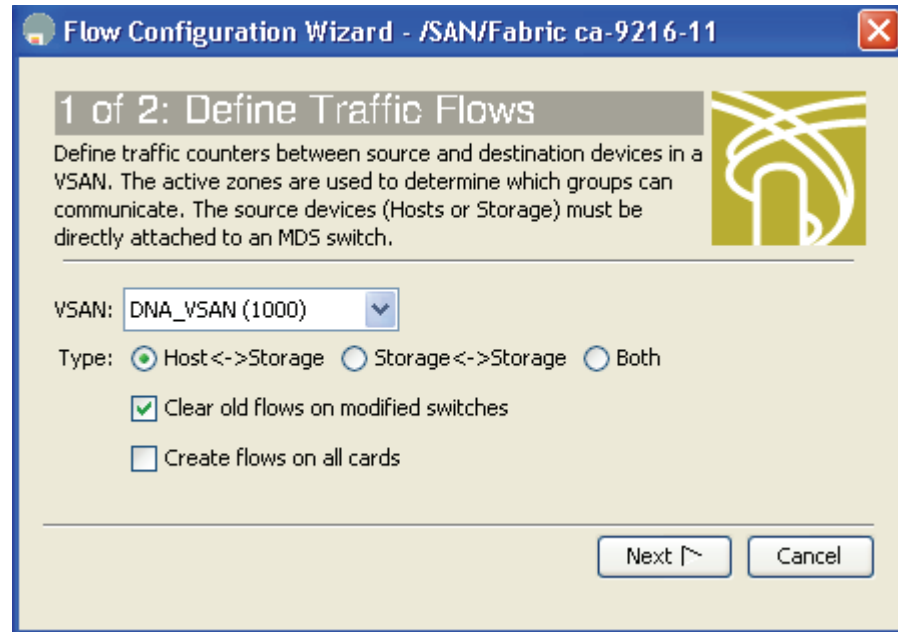 Flow Configuration Wizard - /SAN/Fabric ca-9216-11
1 of 2: Define Traffic Flows
Define traffic counters between source and destination devices in a
VSAN. The active zones are used to determine which groups can
communicate. The source devices (Hosts or Storage) must be
directly attached to an MDS switch.
VSAN: DNA_VSAN (1000)
Type: Host<->Storage Storage<->Storage Both
Clear old flows on modified switches
Create flows on all cards
Next Cancel